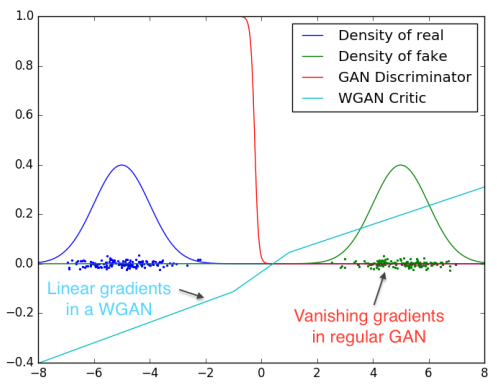 Density of real
Density of fake
GAN Discriminator
WGAN Critic
1.0
0.8
0.6
0.4
0.2
0.0
−0.2
−0.4
Linear gradients
in a WGAN
Vanishing gradients
in regular GAN
−8 −6 −4 −2 0 2 4 6 8